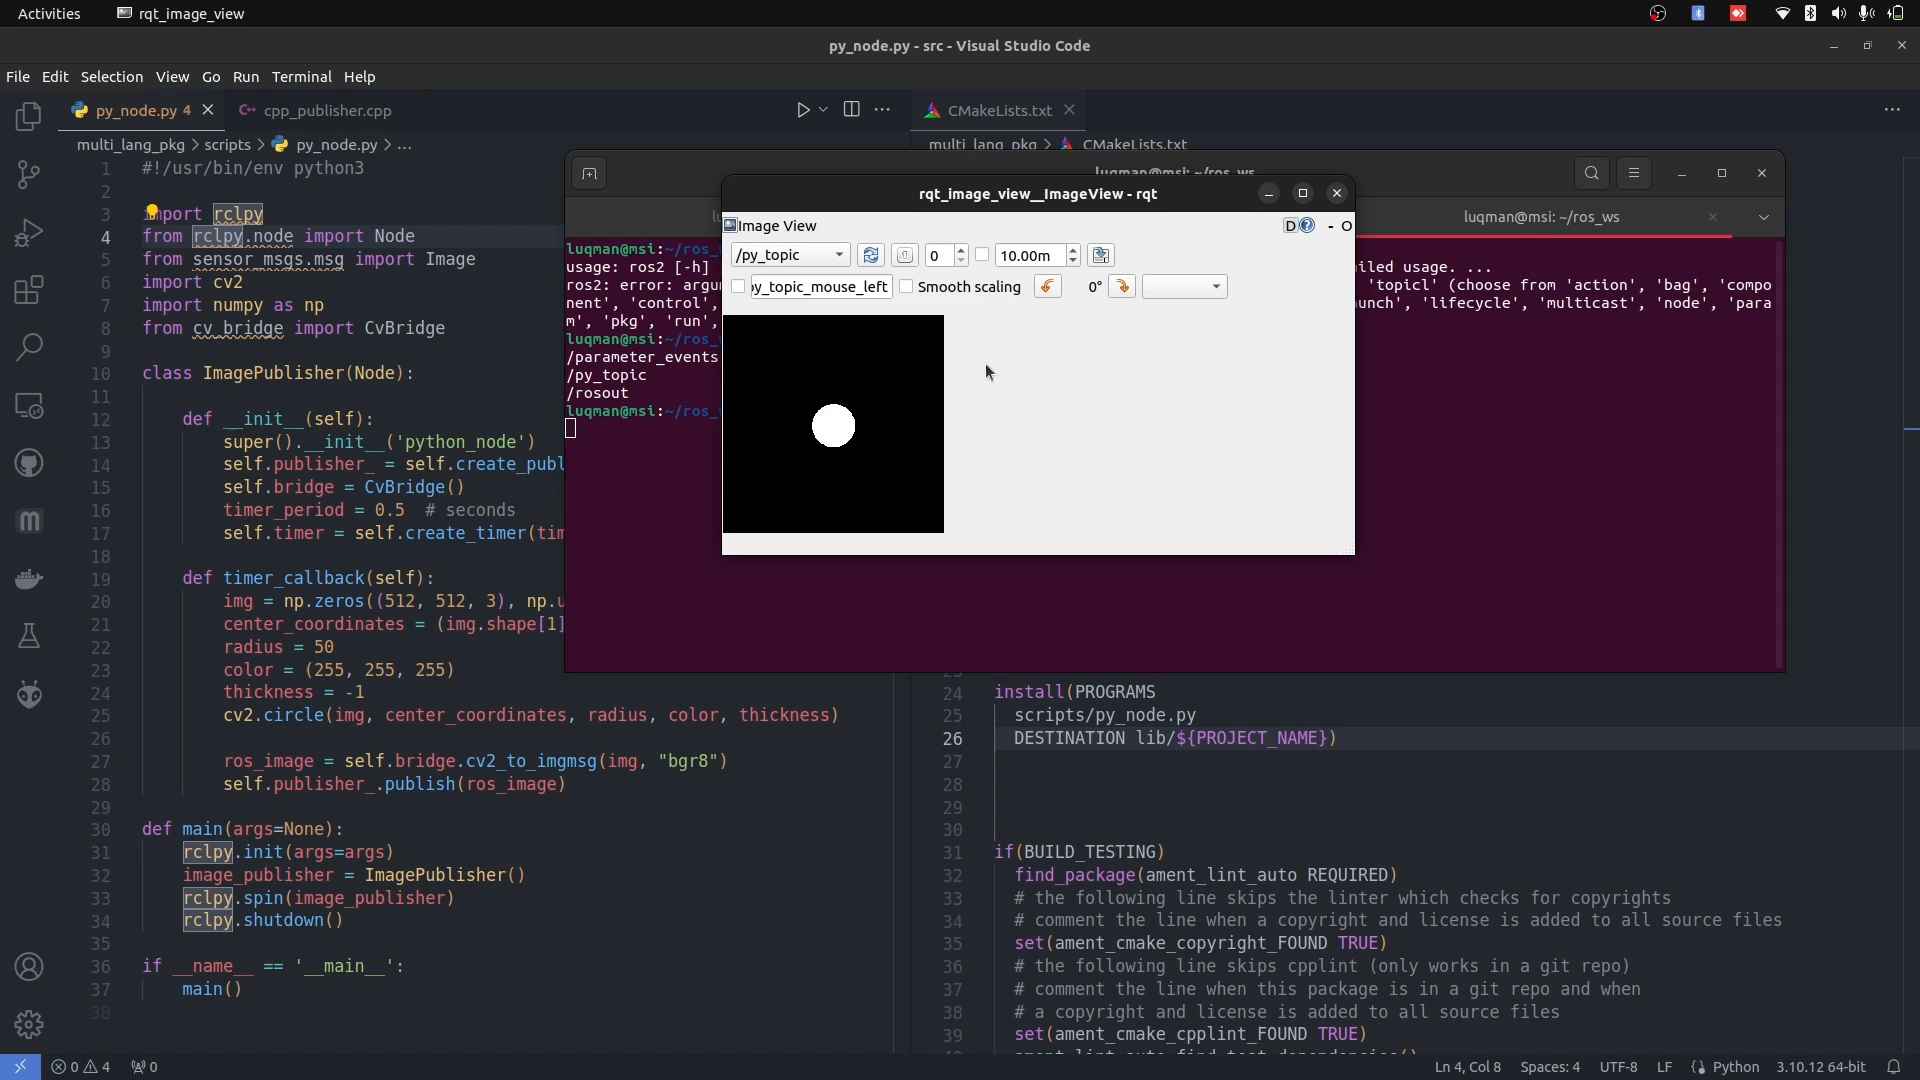 Activities rqt_image_view
py_node.py - src - Visual Studio Code
File Edit Selection View Go Run Terminal Help
py_node.py 4 cpp_publisher.cpp
CMakeLists.txt
multi_lang_pkg > scripts > py_node.py > ...
multi_lang_pkg > CMakeLists.txt
1 #!/usr/bin/env python3
2
3 import rclpy
4 from rclpy.node import Node
5 from sensor_msgs.msg import Image
6 import cv2
7 import numpy as np
8 from cv_bridge import CvBridge
9
10 class ImagePublisher(Node):
11
12 def __init__(self):
13 super().__init__('python_node')
14 self.publisher_ = self.create_publ
15 self.bridge = CvBridge()
16 timer_period = 0.5 # seconds
17 self.timer = self.create_timer(tim
18
19 def timer_callback(self):
20 img = np.zeros((512, 512, 3), np.u
21 center_coordinates = (img.shape[1]
22 radius = 50
23 color = (255, 255, 255)
24 thickness = -1
25 cv2.circle(img, center_coordinates, radius, color, thickness)
26
27 ros_image = self.bridge.cv2_to_imgmsg(img, "bgr8")
28 self.publisher_.publish(ros_image)
29
30 def main(args=None):
31 rclpy.init(args=args)
32 image_publisher = ImagePublisher()
33 rclpy.spin(image_publisher)
34 rclpy.shutdown()
35
36 if __name__ == '__main__':
37 main()
38
luqman@msi: ~/ros_ws
luqman@msi: ~/ros_ws
luqman@msi:~/ros_
usage: ros2 [-h]
ros2: error: argu
nent', 'control',
m', 'pkg', 'run',
luqman@msi:~/ros_
/parameter_events
/py_topic
/rosout
luqman@msi:~/ros_
iled usage. ...
'topicl' (choose from 'action', 'bag', 'compo
unch', 'lifecycle', 'multicast', 'node', 'para
rqt_image_view__ImageView - rqt
Image View
D ? - O
/py_topic 0 10.00m
y_topic_mouse_left Smooth scaling 0°
24 install(PROGRAMS
25 scripts/py_node.py
26 DESTINATION lib/${PROJECT_NAME})
27
28
29
30
31 if(BUILD_TESTING)
32 find_package(ament_lint_auto REQUIRED)
33 # the following line skips the linter which checks for copyrights
34 # comment the line when a copyright and license is added to all source files
35 set(ament_cmake_copyright_FOUND TRUE)
36 # the following line skips cpplint (only works in a git repo)
37 # comment the line when this package is in a git repo and when
38 # a copyright and license is added to all source files
39 set(ament_cmake_cpplint_FOUND TRUE)
0 4 0
Ln 4, Col 8 Spaces: 4 UTF-8 LF Python 3.10.12 64-bit